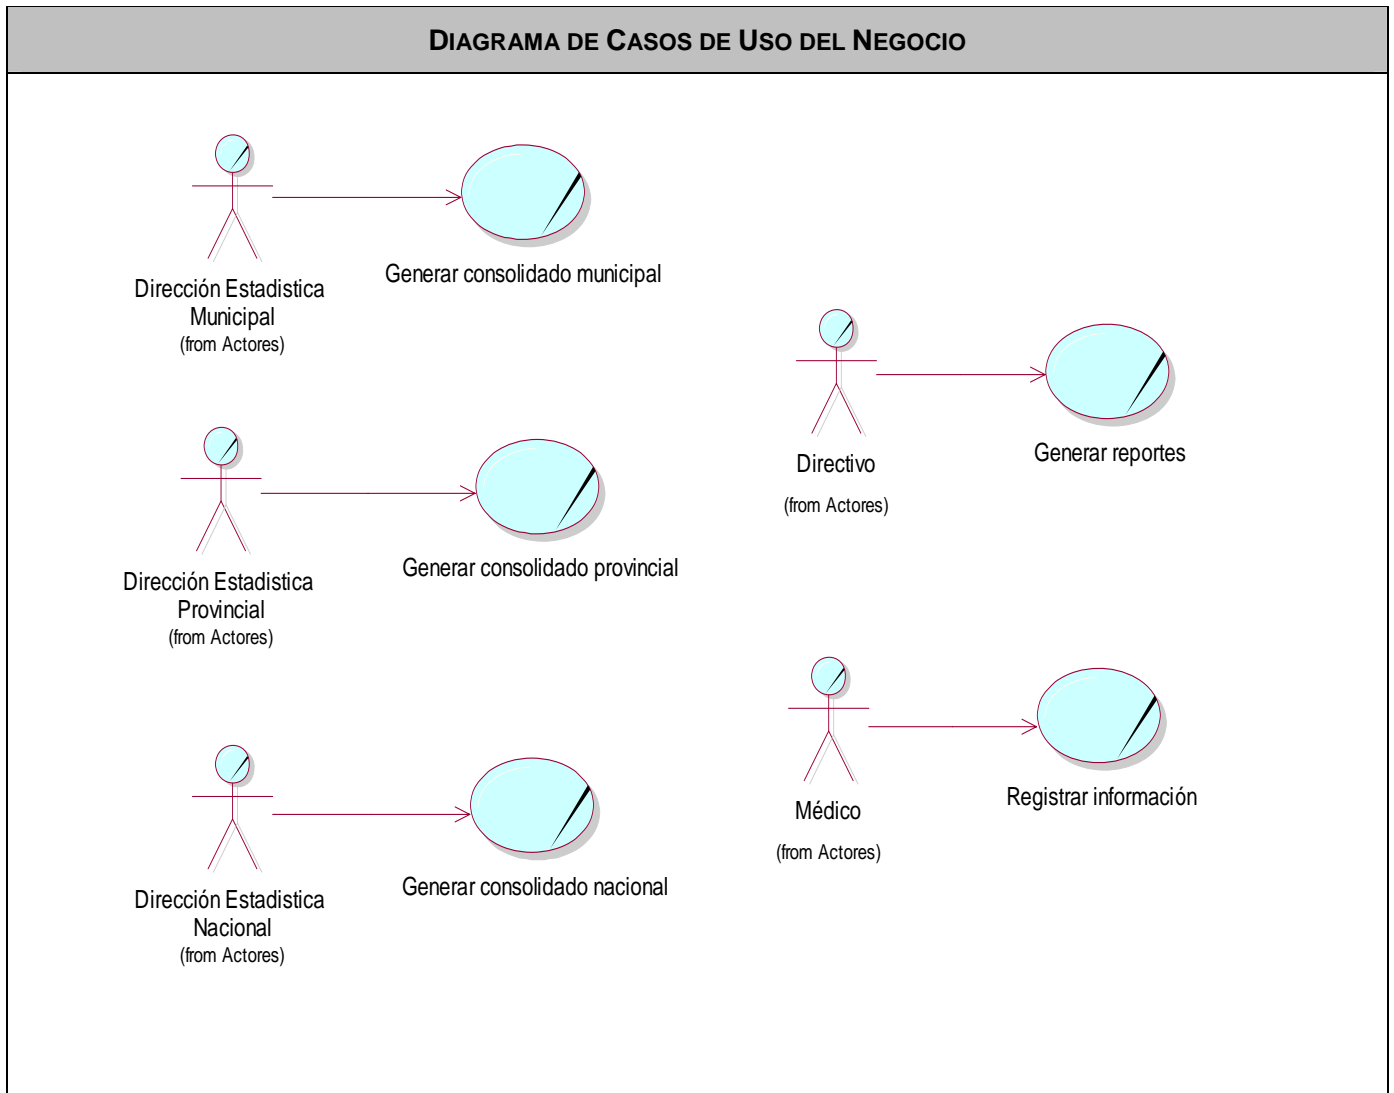 DIAGRAMA DE CASOS DE USO DEL NEGOCIO
Dirección Estadistica
Municipal
(from Actores)
Generar consolidado municipal
Dirección Estadistica
Provincial
(from Actores)
Generar consolidado provincial
Dirección Estadistica
Nacional
(from Actores)
Generar consolidado nacional
Directivo
(from Actores)
Generar reportes
Médico
(from Actores)
Registrar información